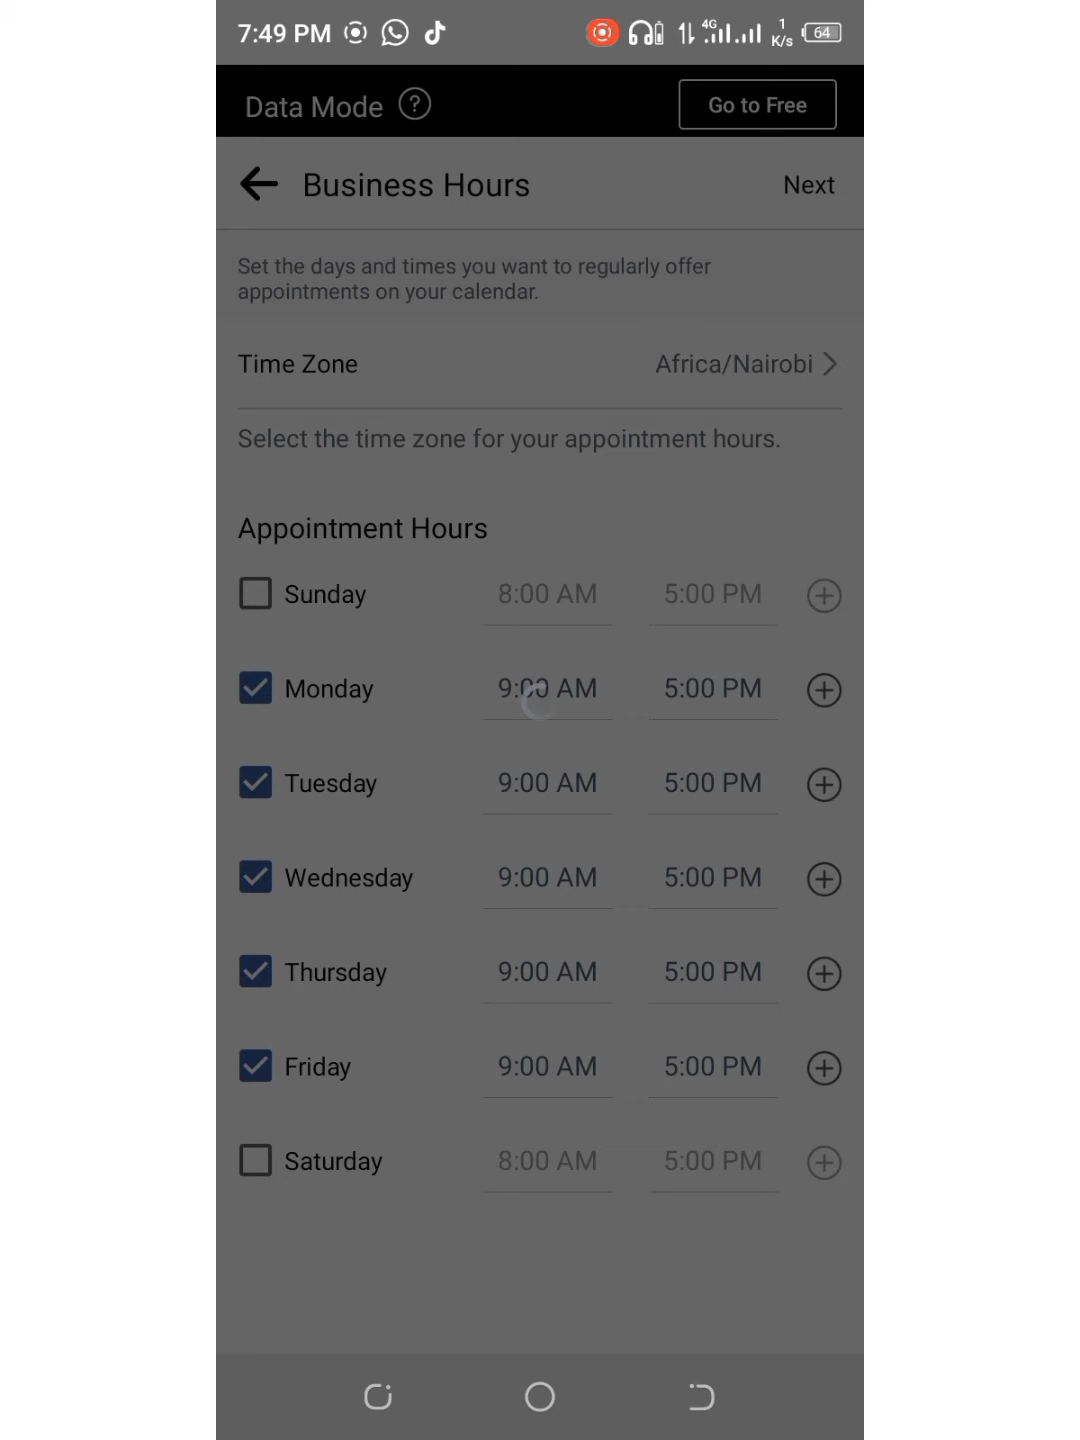 7:49 PM 4G 1 K/s 64
Data Mode ? Go to Free
Business Hours Next
Set the days and times you want to regularly offer
appointments on your calendar.
Time Zone Africa/Nairobi
Select the time zone for your appointment hours.
Appointment Hours
Sunday 8:00 AM 5:00 PM
Monday 9:00 AM 5:00 PM
Tuesday 9:00 AM 5:00 PM
Wednesday 9:00 AM 5:00 PM
Thursday 9:00 AM 5:00 PM
Friday 9:00 AM 5:00 PM
Saturday 8:00 AM 5:00 PM